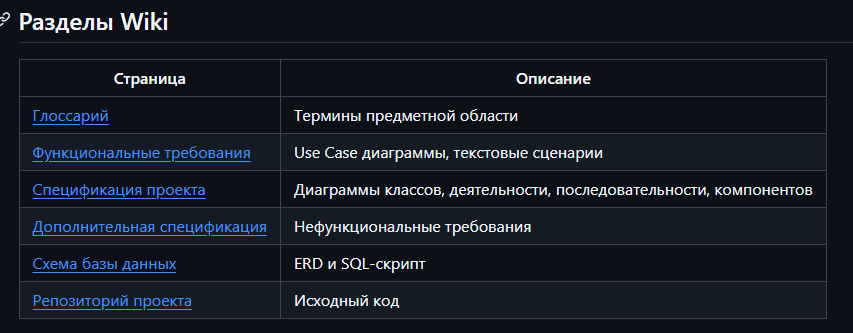 Разделы Wiki
Страница Описание
Глоссарий Термины предметной области
Функциональные требования Use Case диаграммы, текстовые сценарии
Спецификация проекта Диаграммы классов, деятельности, последовательности, компонентов
Дополнительная спецификация Нефункциональные требования
Схема базы данных ERD и SQL-скрипт
Репозиторий проекта Исходный код